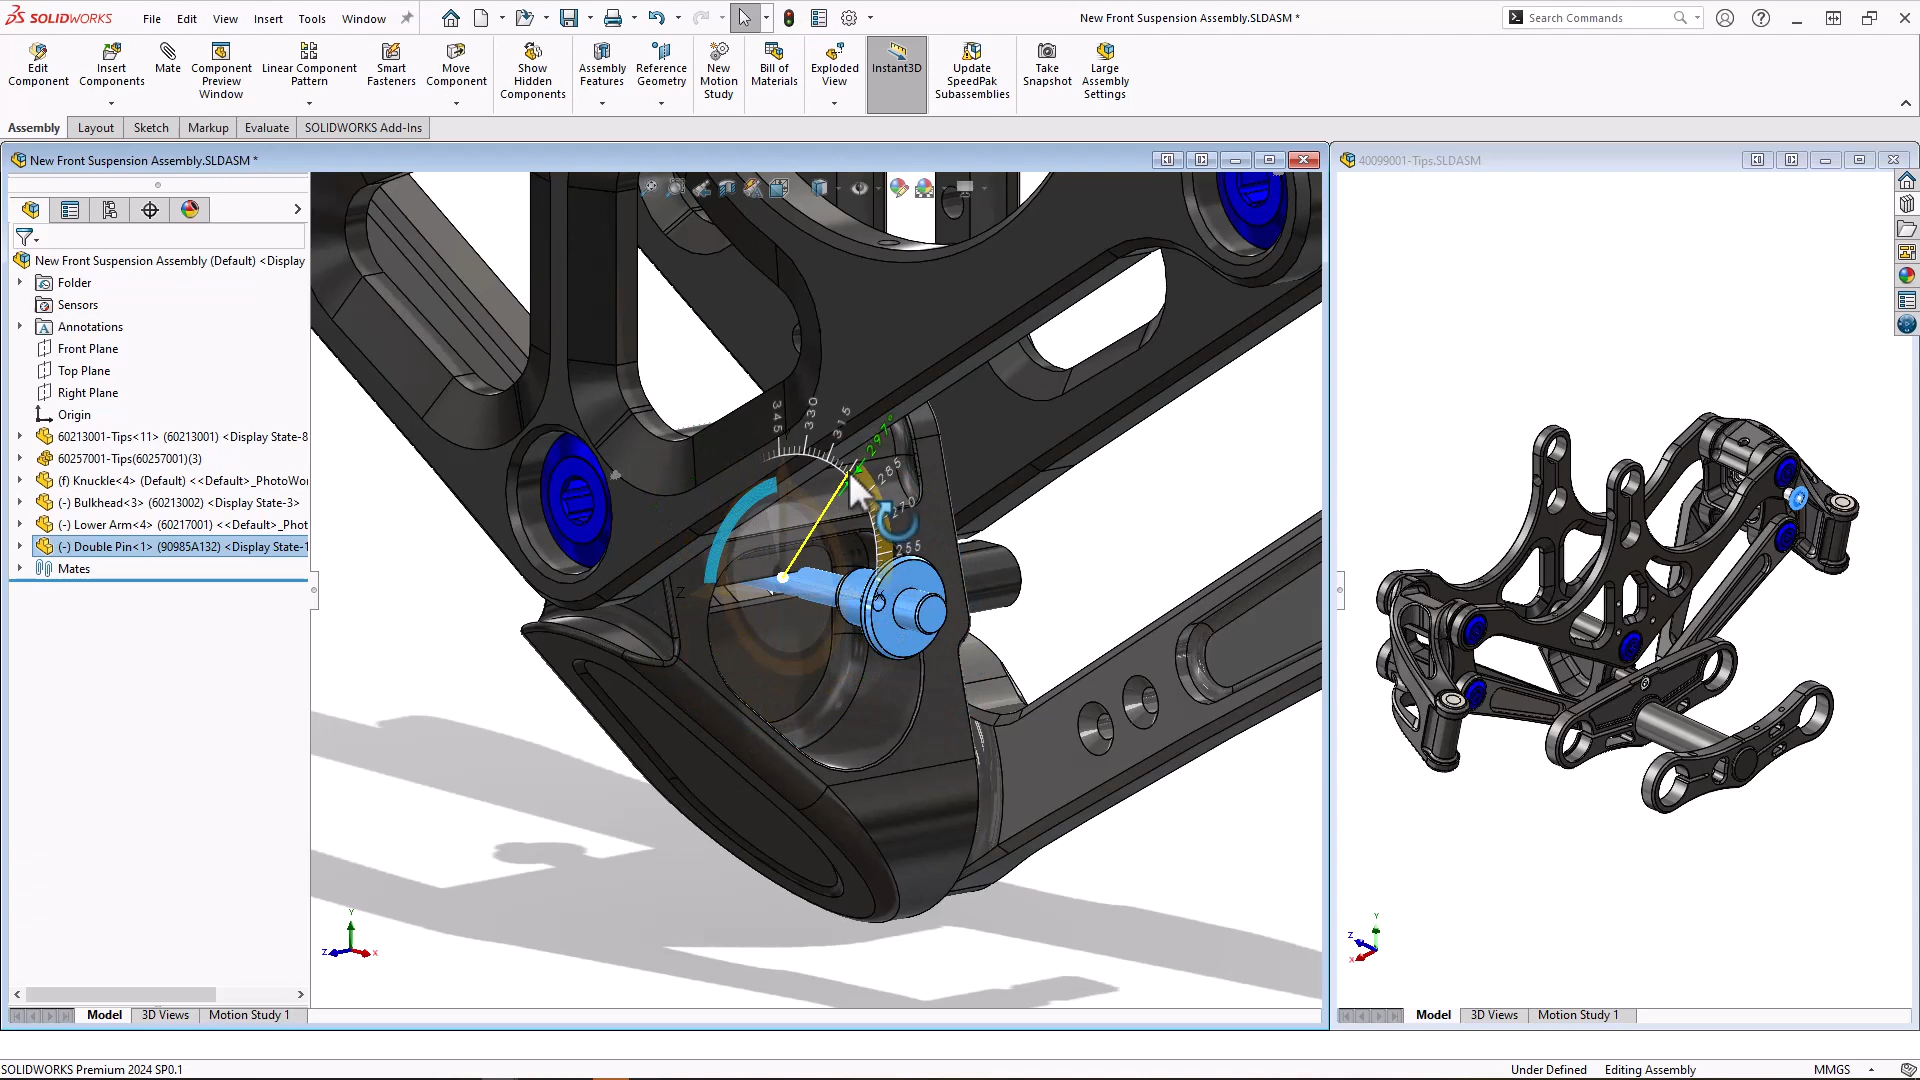 SOLIDWORKS File Edit View Insert Tools Window New Front Suspension Assembly.SLDASM * Search Commands
Edit Component
Insert Components
Mate
Component Preview Window
Linear Component Pattern
Smart Fasteners
Move Component
Show Hidden Components
Assembly Features
Reference Geometry
New Motion Study
Bill of Materials
Exploded View
Instant3D
Update SpeedPak Subassemblies
Take Snapshot
Large Assembly Settings
Assembly Layout Sketch Markup Evaluate SOLIDWORKS Add-Ins
New Front Suspension Assembly.SLDASM *
40099001-Tips.SLDASM
New Front Suspension Assembly (Default) <Display
Folder
Sensors
Annotations
Front Plane
Top Plane
Right Plane
Origin
60213001-Tips<11> (60213001) <Display State-8
60257001-Tips(60257001)(3)
(f) Knuckle<4> (Default) <<Default>_PhotoWor
(-) Bulkhead<3> (60213002) <Display State-3>
(-) Lower Arm<4> (60217001) <<Default>_Phot
(-) Double Pin<1> (90985A132) <Display State-1
Mates
345
330
315
297°
285
270
255
Z
Y
Z
X
Y
Z
X
Model 3D Views Motion Study 1
Model 3D Views Motion Study 1
SOLIDWORKS Premium 2024 SP0.1
Under Defined Editing Assembly MMGS